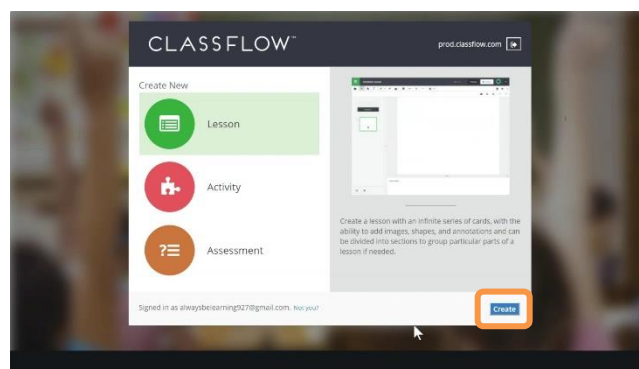 CLASSFLOW™
prod.classflow.com
Create New
Lesson
Activity
?
Assessment
Create a lesson with an infinite series of cards, with the
ability to add images, shapes, and annotations and can
be divided into sections to group particular parts of a
lesson if needed.
Signed in as alwaysbelearning927@gmail.com. Not you?
Create